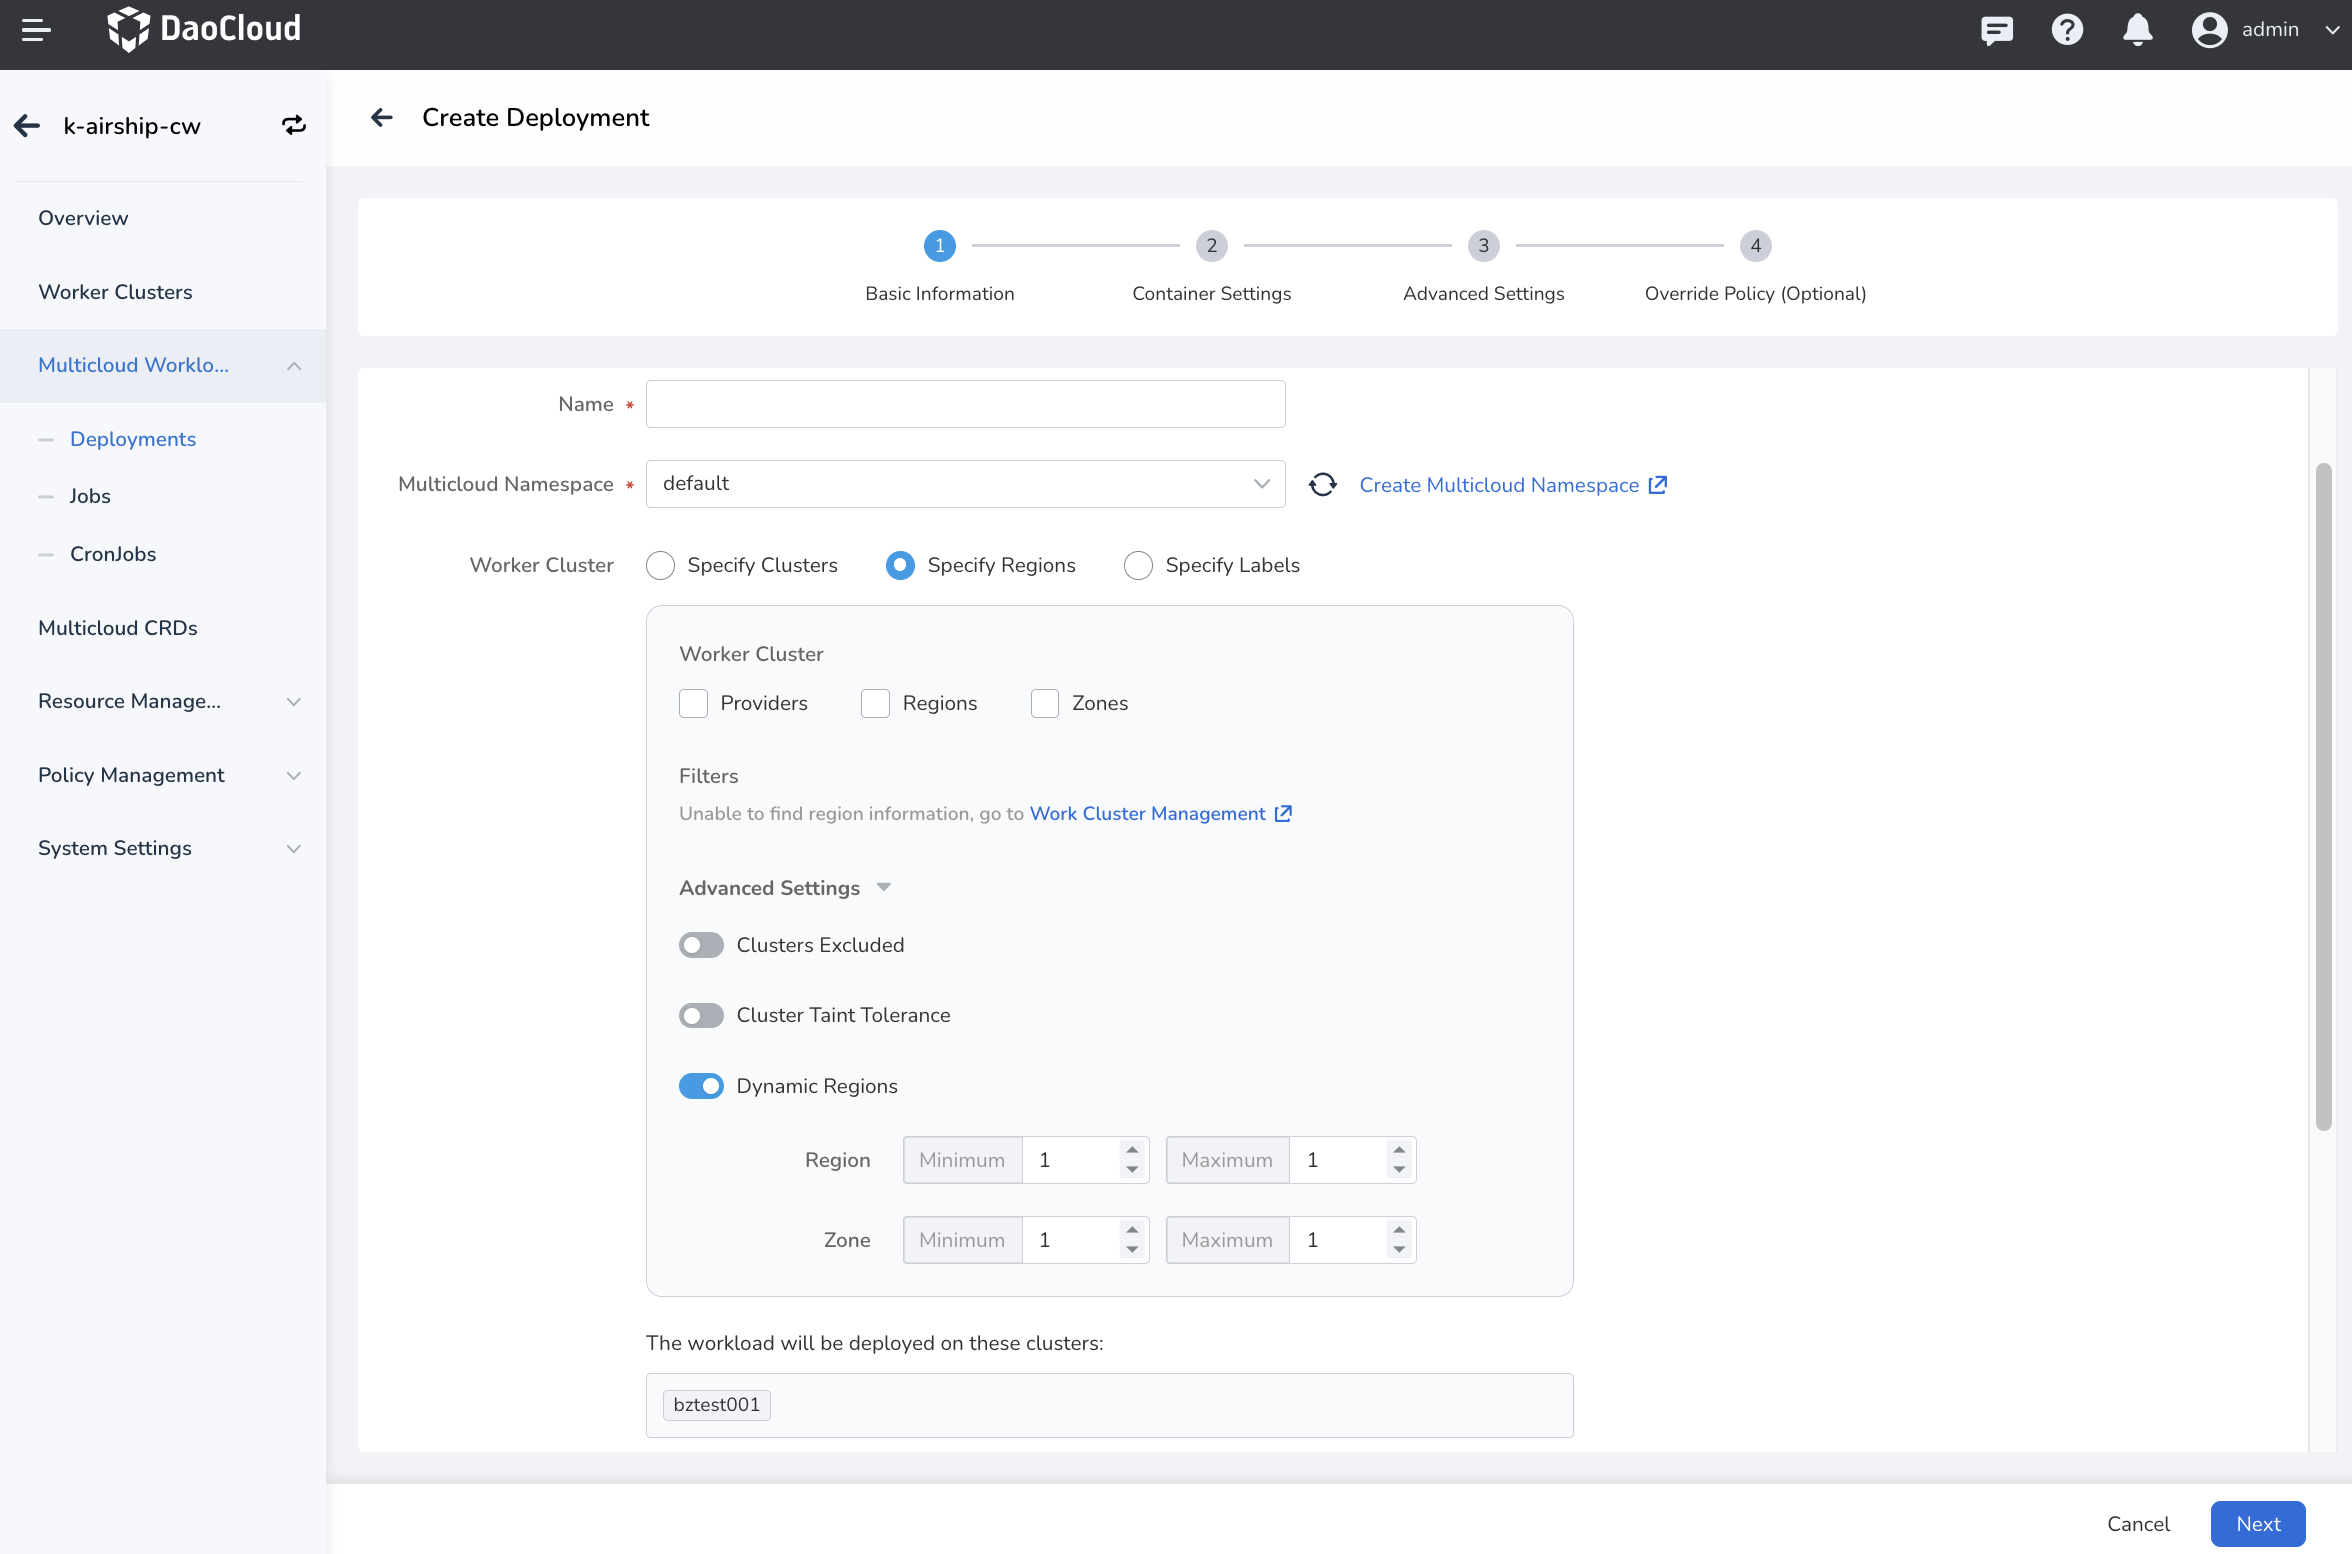 DaoCloud
admin
k-airship-cw
Overview
Worker Clusters
Multicloud Worklo...
Deployments
Jobs
CronJobs
Multicloud CRDs
Resource Manage...
Policy Management
System Settings
Create Deployment
1 2 3 4
Basic Information Container Settings Advanced Settings Override Policy (Optional)
Name *
Multicloud Namespace * default Create Multicloud Namespace
Worker Cluster Specify Clusters Specify Regions Specify Labels
Worker Cluster
Providers Regions Zones
Filters
Unable to find region information, go to Work Cluster Management
Advanced Settings
Clusters Excluded
Cluster Taint Tolerance
Dynamic Regions
Region Minimum 1 Maximum 1
Zone Minimum 1 Maximum 1
The workload will be deployed on these clusters:
bztest001
Cancel Next